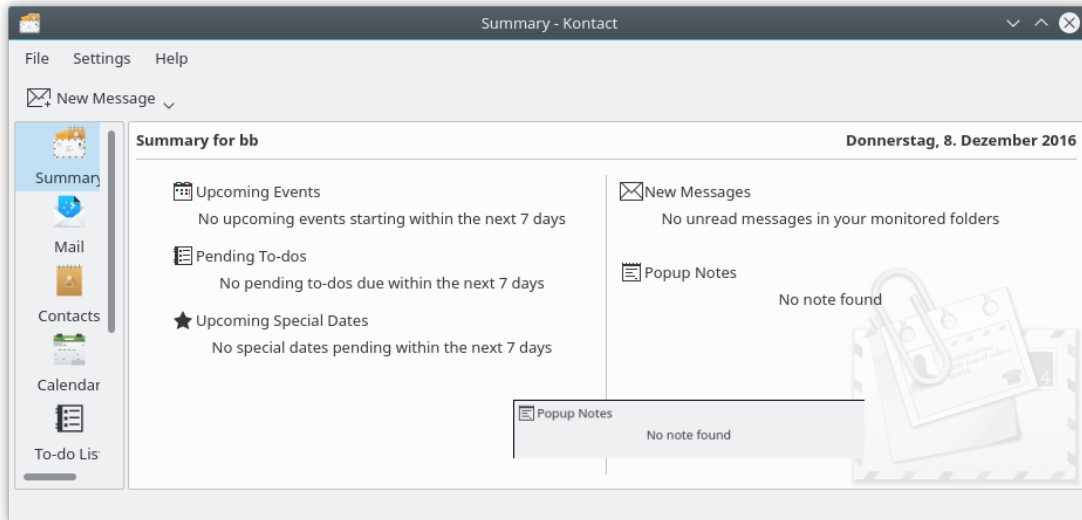 Summary - Kontact
File Settings Help
New Message
Summary for bb
Donnerstag, 8. Dezember 2016
Summary
Mail
Contacts
Calendar
To-do Lis
Upcoming Events
No upcoming events starting within the next 7 days
Pending To-dos
No pending to-dos due within the next 7 days
Upcoming Special Dates
No special dates pending within the next 7 days
New Messages
No unread messages in your monitored folders
Popup Notes
No note found
Popup Notes
No note found
4